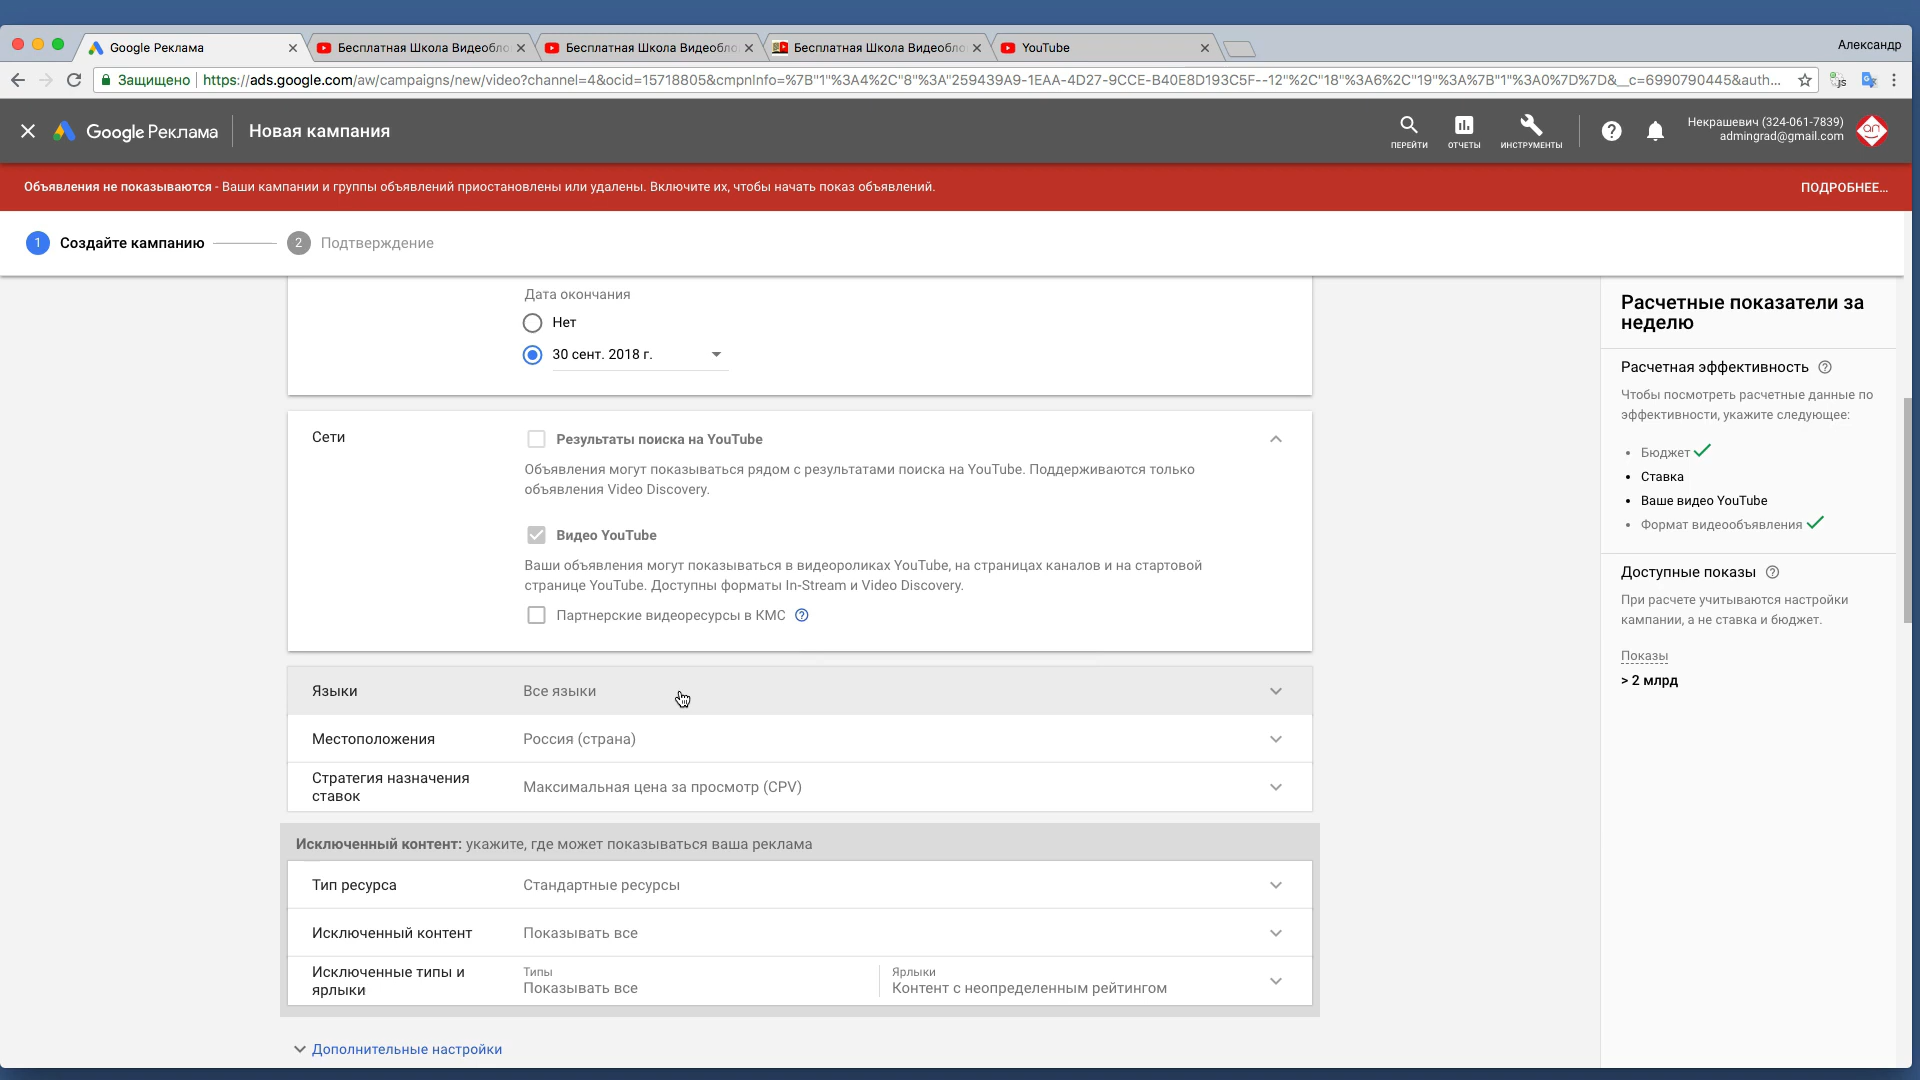 Google Реклама
Бесплатная Школа Видеобло
Бесплатная Школа Видеобло
Бесплатная Школа Видеобло
YouTube
Александр
Защищено
https://ads.google.com/aw/campaigns/new/video?channel=4&ocid=15718805&cmpnInfo=%7B"1"%3A4%2C"8"%3A"259439A9-1EAA-4D27-9CCE-B40E8D193C5F--12"%2C"18"%3A6%2C"19"%3A%7B"1"%3A0%7D%7D&__c=6990790445&auth...
Google Реклама
Новая кампания
ПЕРЕЙТИ
ОТЧЕТЫ
ИНСТРУМЕНТЫ
Некрашевич (324-061-7839)
admingrad@gmail.com
Объявления не показываются - Ваши кампании и группы объявлений приостановлены или удалены. Включите их, чтобы начать показ объявлений.
ПОДРОБНЕЕ...
1 Создайте кампанию
2 Подтверждение
Дата окончания
Нет
30 сент. 2018 г.
Сети
Результаты поиска на YouTube
Объявления могут показываться рядом с результатами поиска на YouTube. Поддерживаются только
объявления Video Discovery.
Видео YouTube
Ваши объявления могут показываться в видеороликах YouTube, на страницах каналов и на стартовой
странице YouTube. Доступны форматы In-Stream и Video Discovery.
Партнерские видеоресурсы в КМС
Языки
Все языки
Местоположения
Россия (страна)
Стратегия назначения
ставок
Максимальная цена за просмотр (CPV)
Исключенный контент: укажите, где может показываться ваша реклама
Тип ресурса
Стандартные ресурсы
Исключенный контент
Показывать все
Исключенные типы и
ярлыки
Типы
Показывать все
Ярлыки
Контент с неопределенным рейтингом
Дополнительные настройки
Расчетные показатели за
неделю
Расчетная эффективность
Чтобы посмотреть расчетные данные по
эффективности, укажите следующее:
• Бюджет
• Ставка
• Ваше видео YouTube
• Формат видеообъявления
Доступные показы
При расчете учитываются настройки
кампании, а не ставка и бюджет.
Показы
> 2 млрд